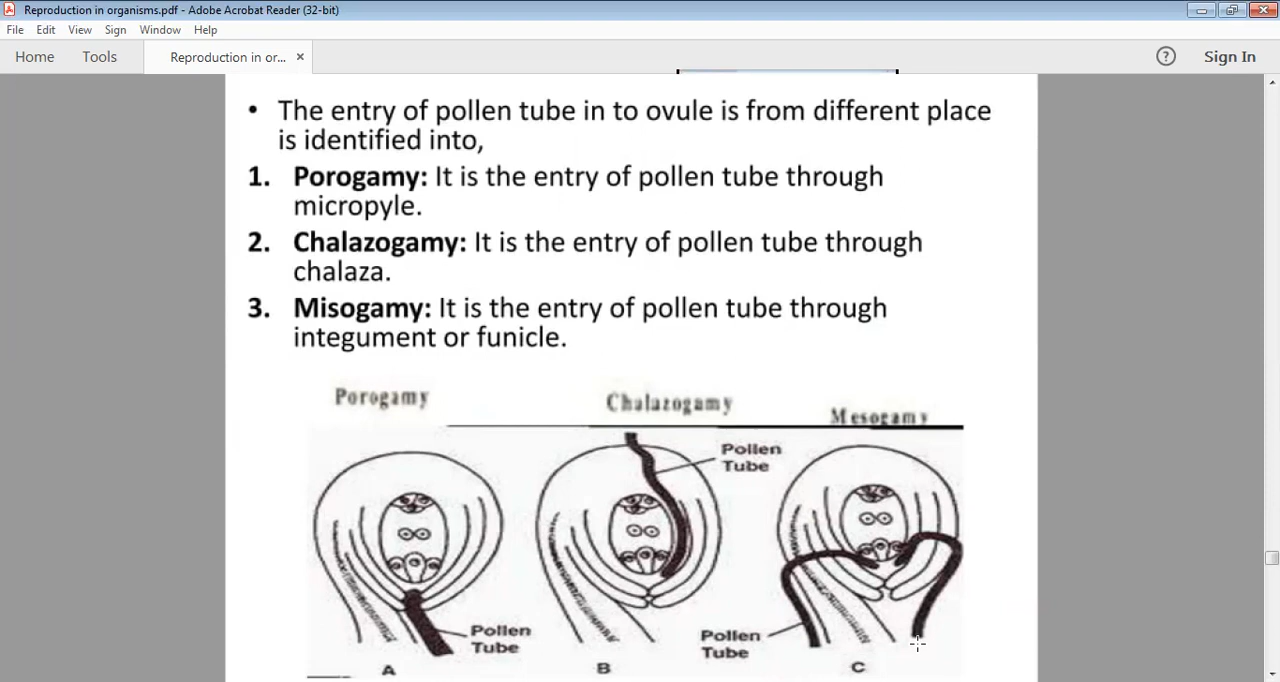 Reproduction in organisms.pdf - Adobe Acrobat Reader (32-bit)
File Edit View Sign Window Help
Home Tools Reproduction in or... × ? Sign In
• The entry of pollen tube in to ovule is from different place
is identified into,
1. Porogamy: It is the entry of pollen tube through
micropyle.
2. Chalazogamy: It is the entry of pollen tube through
chalaza.
3. Misogamy: It is the entry of pollen tube through
integument or funicle.
Porogamy Chalazogamy Mesogamy
Pollen
Tube
Pollen
Tube
Pollen
Tube
A B C